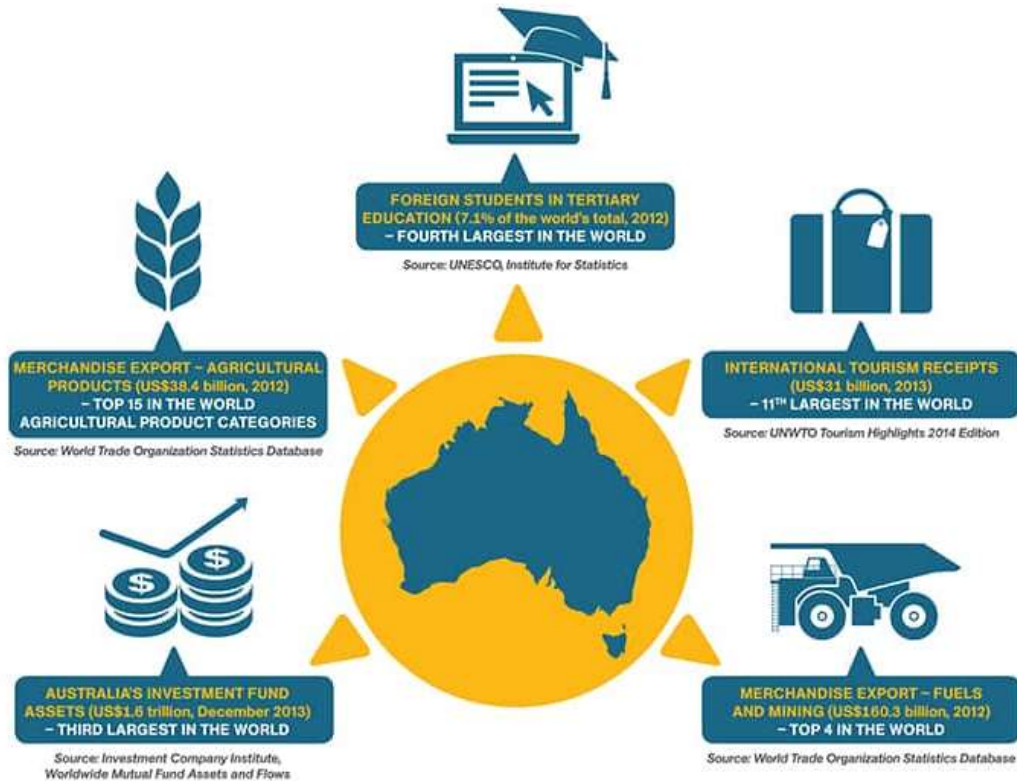 FOREIGN STUDENTS IN TERTIARY
EDUCATION (7.1% of the world's total, 2012)
– FOURTH LARGEST IN THE WORLD
Source: UNESCO, Institute for Statistics
MERCHANDISE EXPORT – AGRICULTURAL
PRODUCTS (US$38.4 billion, 2012)
– TOP 15 IN THE WORLD
AGRICULTURAL PRODUCT CATEGORIES
Source: World Trade Organization Statistics Database
INTERNATIONAL TOURISM RECEIPTS
(US$31 billion, 2013)
– 11TH LARGEST IN THE WORLD
Source: UNWTO Tourism Highlights 2014 Edition
$ $
AUSTRALIA'S INVESTMENT FUND
ASSETS (US$1.6 trillion, December 2013)
– THIRD LARGEST IN THE WORLD
Source: Investment Company Institute,
Worldwide Mutual Fund Assets and Flows
MERCHANDISE EXPORT – FUELS
AND MINING (US$160.3 billion, 2012)
– TOP 4 IN THE WORLD
Source: World Trade Organization Statistics Database